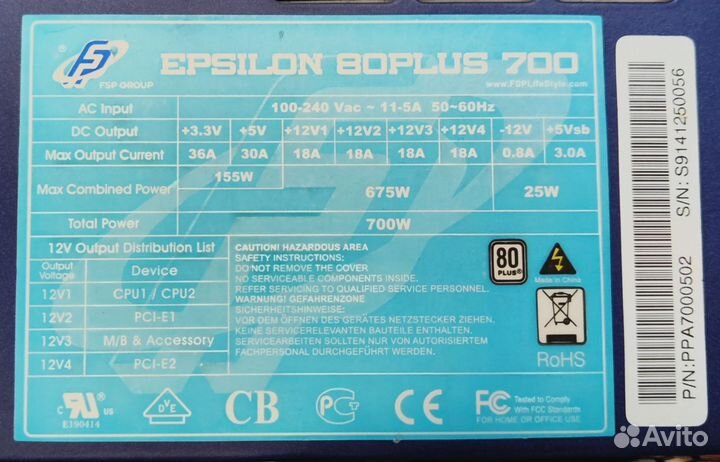 FSP GROUP
EPSILON 80PLUS 700
www.FSPLifeStyle.com
AC Input 100-240 Vac ~ 11-5A 50~60Hz
DC Output +3.3V +5V +12V1 +12V2 +12V3 +12V4 -12V +5Vsb
Max Output Current 36A 30A 18A 18A 18A 18A 0.8A 3.0A
Max Combined Power 155W 675W 25W
Total Power 700W
12V Output Distribution List
Output Voltage Device
12V1 CPU1 / CPU2
12V2 PCI-E1
12V3 M/B & Accessory
12V4 PCI-E2
CAUTION! HAZARDOUS AREA
SAFETY INSTRUCTIONS:
DO NOT REMOVE THE COVER
NO SERVICEABLE COMPONENTS INSIDE.
REFER SERVICING TO QUALIFIED SERVICE PERSONNEL.
WARNUNG! GEFAHRENZONE
SICHERHEITSHINWEISE:
VOR DEM ÖFFNEN DES GERÄTES NETZSTECKER ZIEHEN,
KEINE SERVICERELEVANTEN BAUTEILE ENTHALTEN.
SERVICEARBEITEN SOLLTEN NUR VON AUTORISIERTEM
FACHPERSONAL DURCHGEFÜHRT WERDEN.
80
PLUS
Made in China
RoHS
c RU us
E190414
DVE
CB
PCT
CE
FC Tested to Comply
With FCC Standards
FOR HOME OR OFFICE USE
S/N: S9141250056
P/N:PPA7000502
Avito